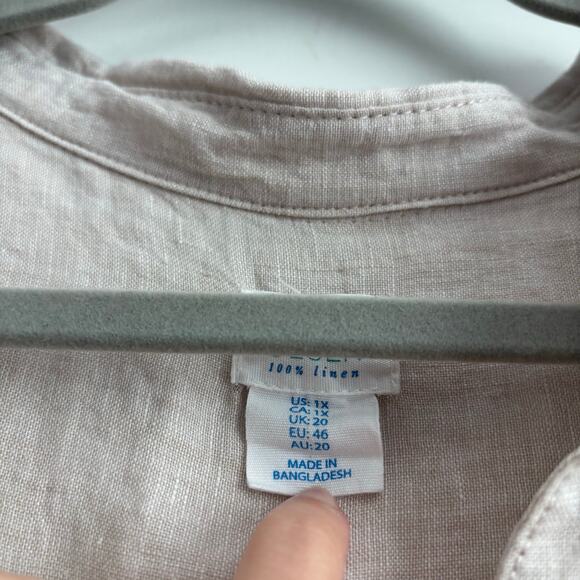 100% linen
US: 1X
CA: 1X
UK: 20
EU: 46
AU: 20
MADE IN
BANGLADESH